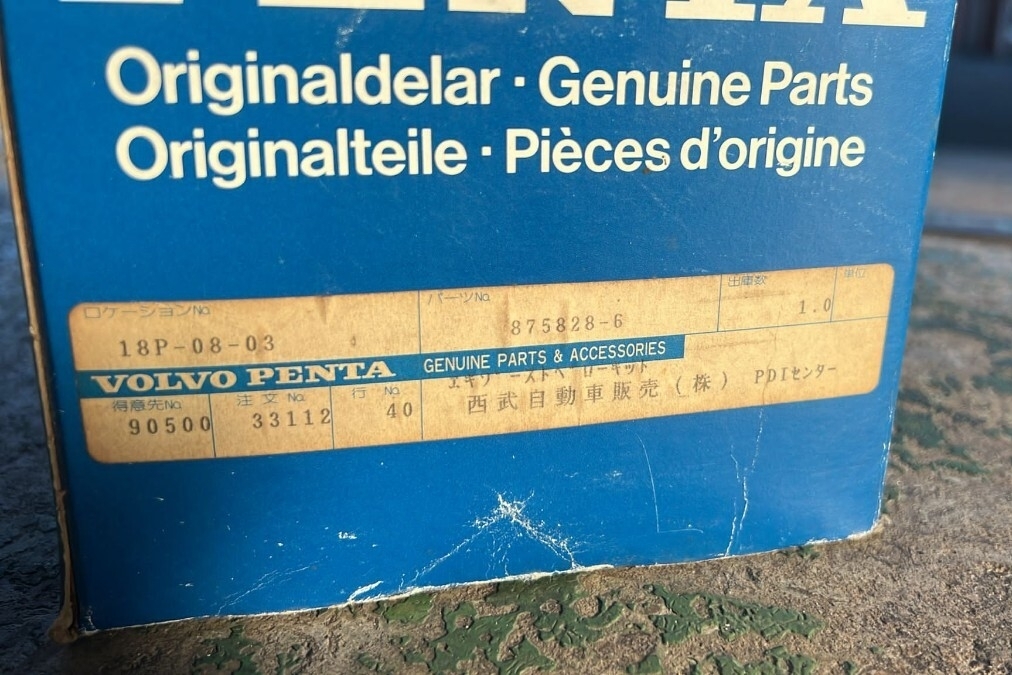 PENTA
Originaldelar · Genuine Parts
Originalteile · Pièces d'origine
ロケーションNo. パーツNo. 出庫数 単位
18P-08-03 875828-6 1.0
VOLVO PENTA GENUINE PARTS & ACCESSORIES
得意先No. 注文No. 行No.
90500 33112 40 西武自動車販売(株) PDIセンター